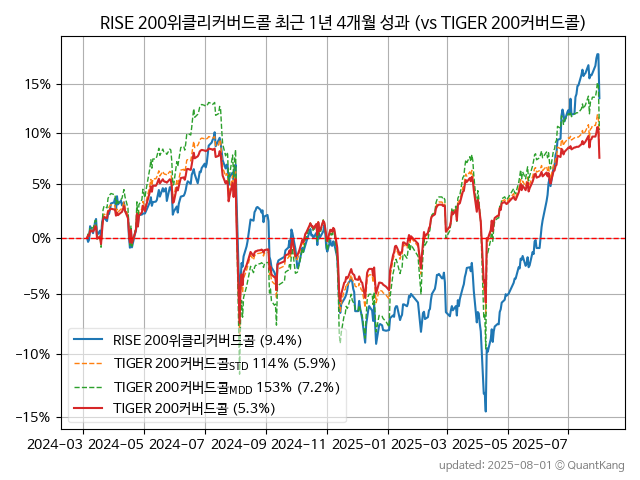 RISE 200위클리커버드콜 최근 1년 4개월 성과 (vs TIGER 200커버드콜)
15%
10%
5%
0%
−5%
−10%
−15%
RISE 200위클리커버드콜 (9.4%)
TIGER 200커버드콜STD 114% (5.9%)
TIGER 200커버드콜MDD 153% (7.2%)
TIGER 200커버드콜 (5.3%)
2024-03 2024-05 2024-07 2024-09 2024-11 2025-01 2025-03 2025-05 2025-07
updated: 2025-08-01 © QuantKang